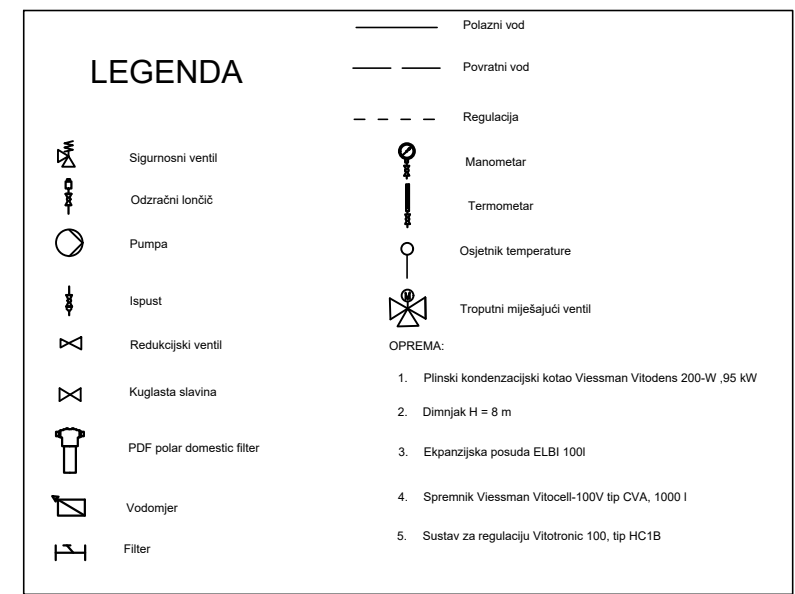 LEGENDA
Polazni vod
Povratni vod
Regulacija
Sigurnosni ventil
Odzračni lončič
Pumpa
Ispust
Redukcijski ventil
Kuglasta slavina
PDF polar domestic filter
Vodomjer
Filter
Manometar
Termometar
Osjetnik temperature
M
Troputni miješajući ventil
OPREMA:
1. Plinski kondenzacijski kotao Viessman Vitodens 200-W ,95 kW
2. Dimnjak H = 8 m
3. Ekpanzijska posuda ELBI 100l
4. Spremnik Viessman Vitocell-100V tip CVA, 1000 l
5. Sustav za regulaciju Vitotronic 100, tip HC1B